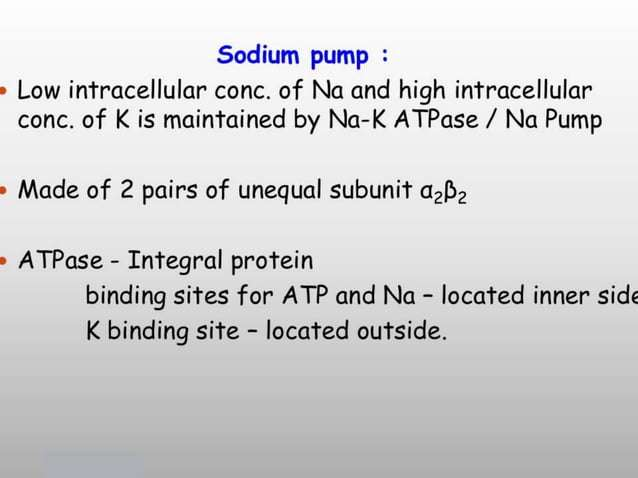 Sodium pump :
• Low intracellular conc. of Na and high intracellular
conc. of K is maintained by Na-K ATPase / Na Pump
• Made of 2 pairs of unequal subunit α₂β₂
• ATPase - Integral protein
binding sites for ATP and Na – located inner side
K binding site – located outside.